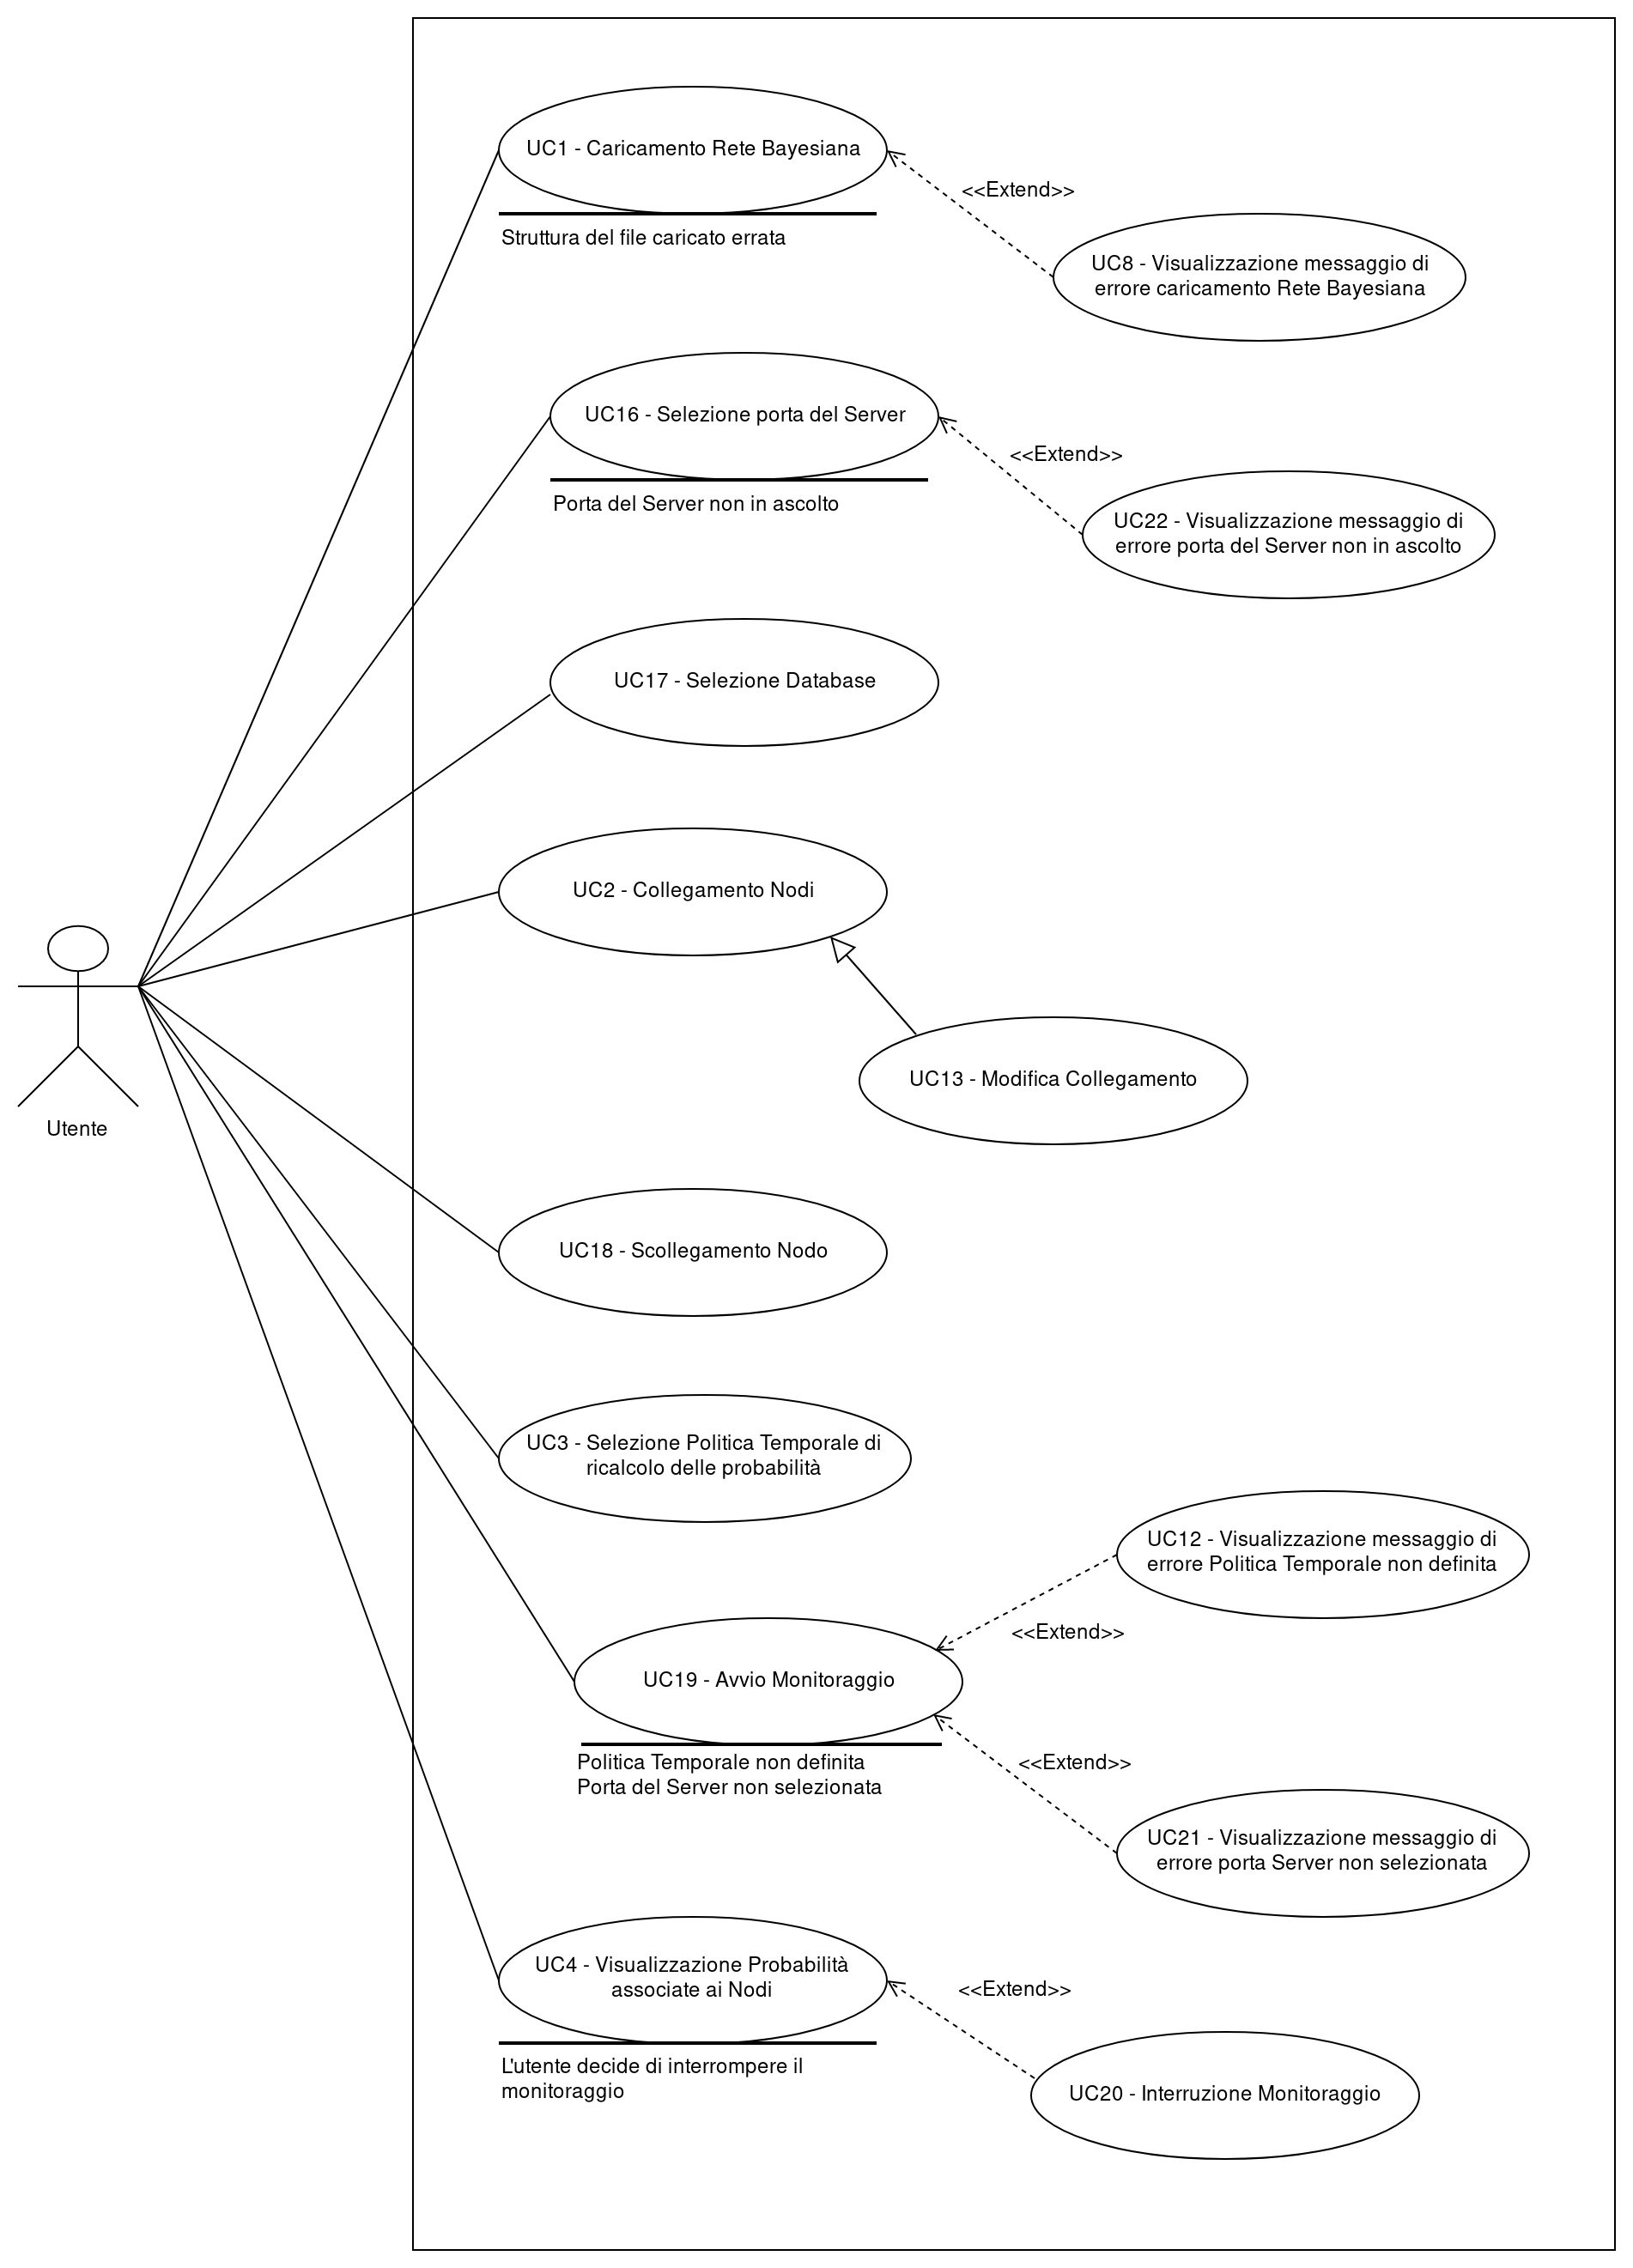 UC1 - Caricamento Rete Bayesiana
<<Extend>>
Struttura del file caricato errata
UC8 - Visualizzazione messaggio di
errore caricamento Rete Bayesiana
UC16 - Selezione porta del Server
<<Extend>>
Porta del Server non in ascolto
UC22 - Visualizzazione messaggio di
errore porta del Server non in ascolto
UC17 - Selezione Database
UC2 - Collegamento Nodi
UC13 - Modifica Collegamento
Utente
UC18 - Scollegamento Nodo
UC3 - Selezione Politica Temporale di
ricalcolo delle probabilità
UC12 - Visualizzazione messaggio di
errore Politica Temporale non definita
<<Extend>>
UC19 - Avvio Monitoraggio
Politica Temporale non definita
Porta del Server non selezionata
<<Extend>>
UC21 - Visualizzazione messaggio di
errore porta Server non selezionata
UC4 - Visualizzazione Probabilità
associate ai Nodi
<<Extend>>
L'utente decide di interrompere il
monitoraggio
UC20 - Interruzione Monitoraggio